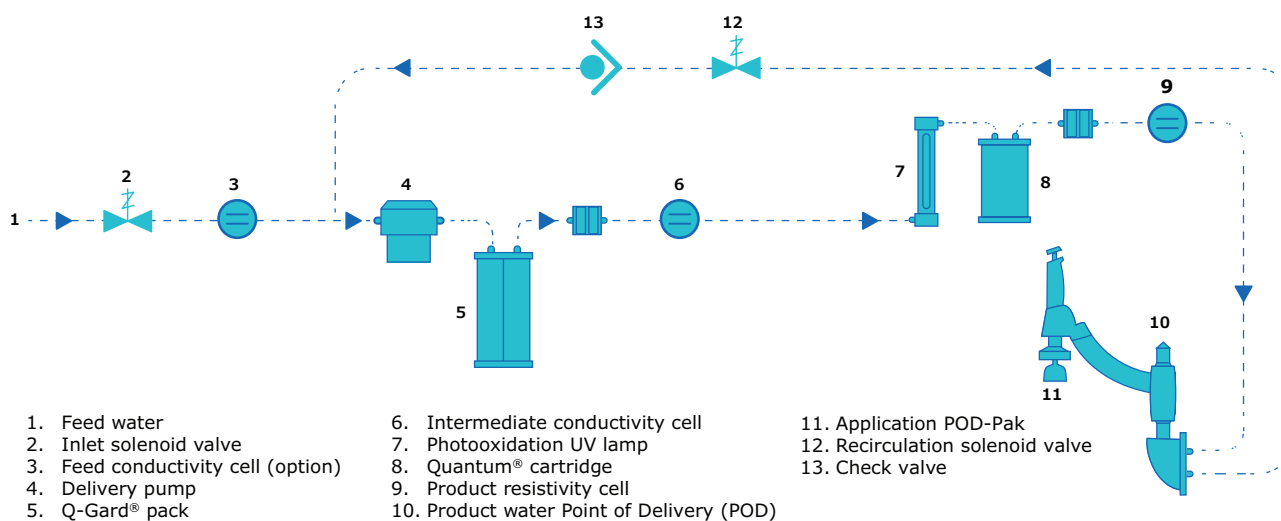 13
12
9
7
8
2
3
4
6
1
5
10
11
1. Feed water
2. Inlet solenoid valve
3. Feed conductivity cell (option)
4. Delivery pump
5. Q-Gard® pack
6. Intermediate conductivity cell
7. Photooxidation UV lamp
8. Quantum® cartridge
9. Product resistivity cell
10. Product water Point of Delivery (POD)
11. Application POD-Pak
12. Recirculation solenoid valve
13. Check valve